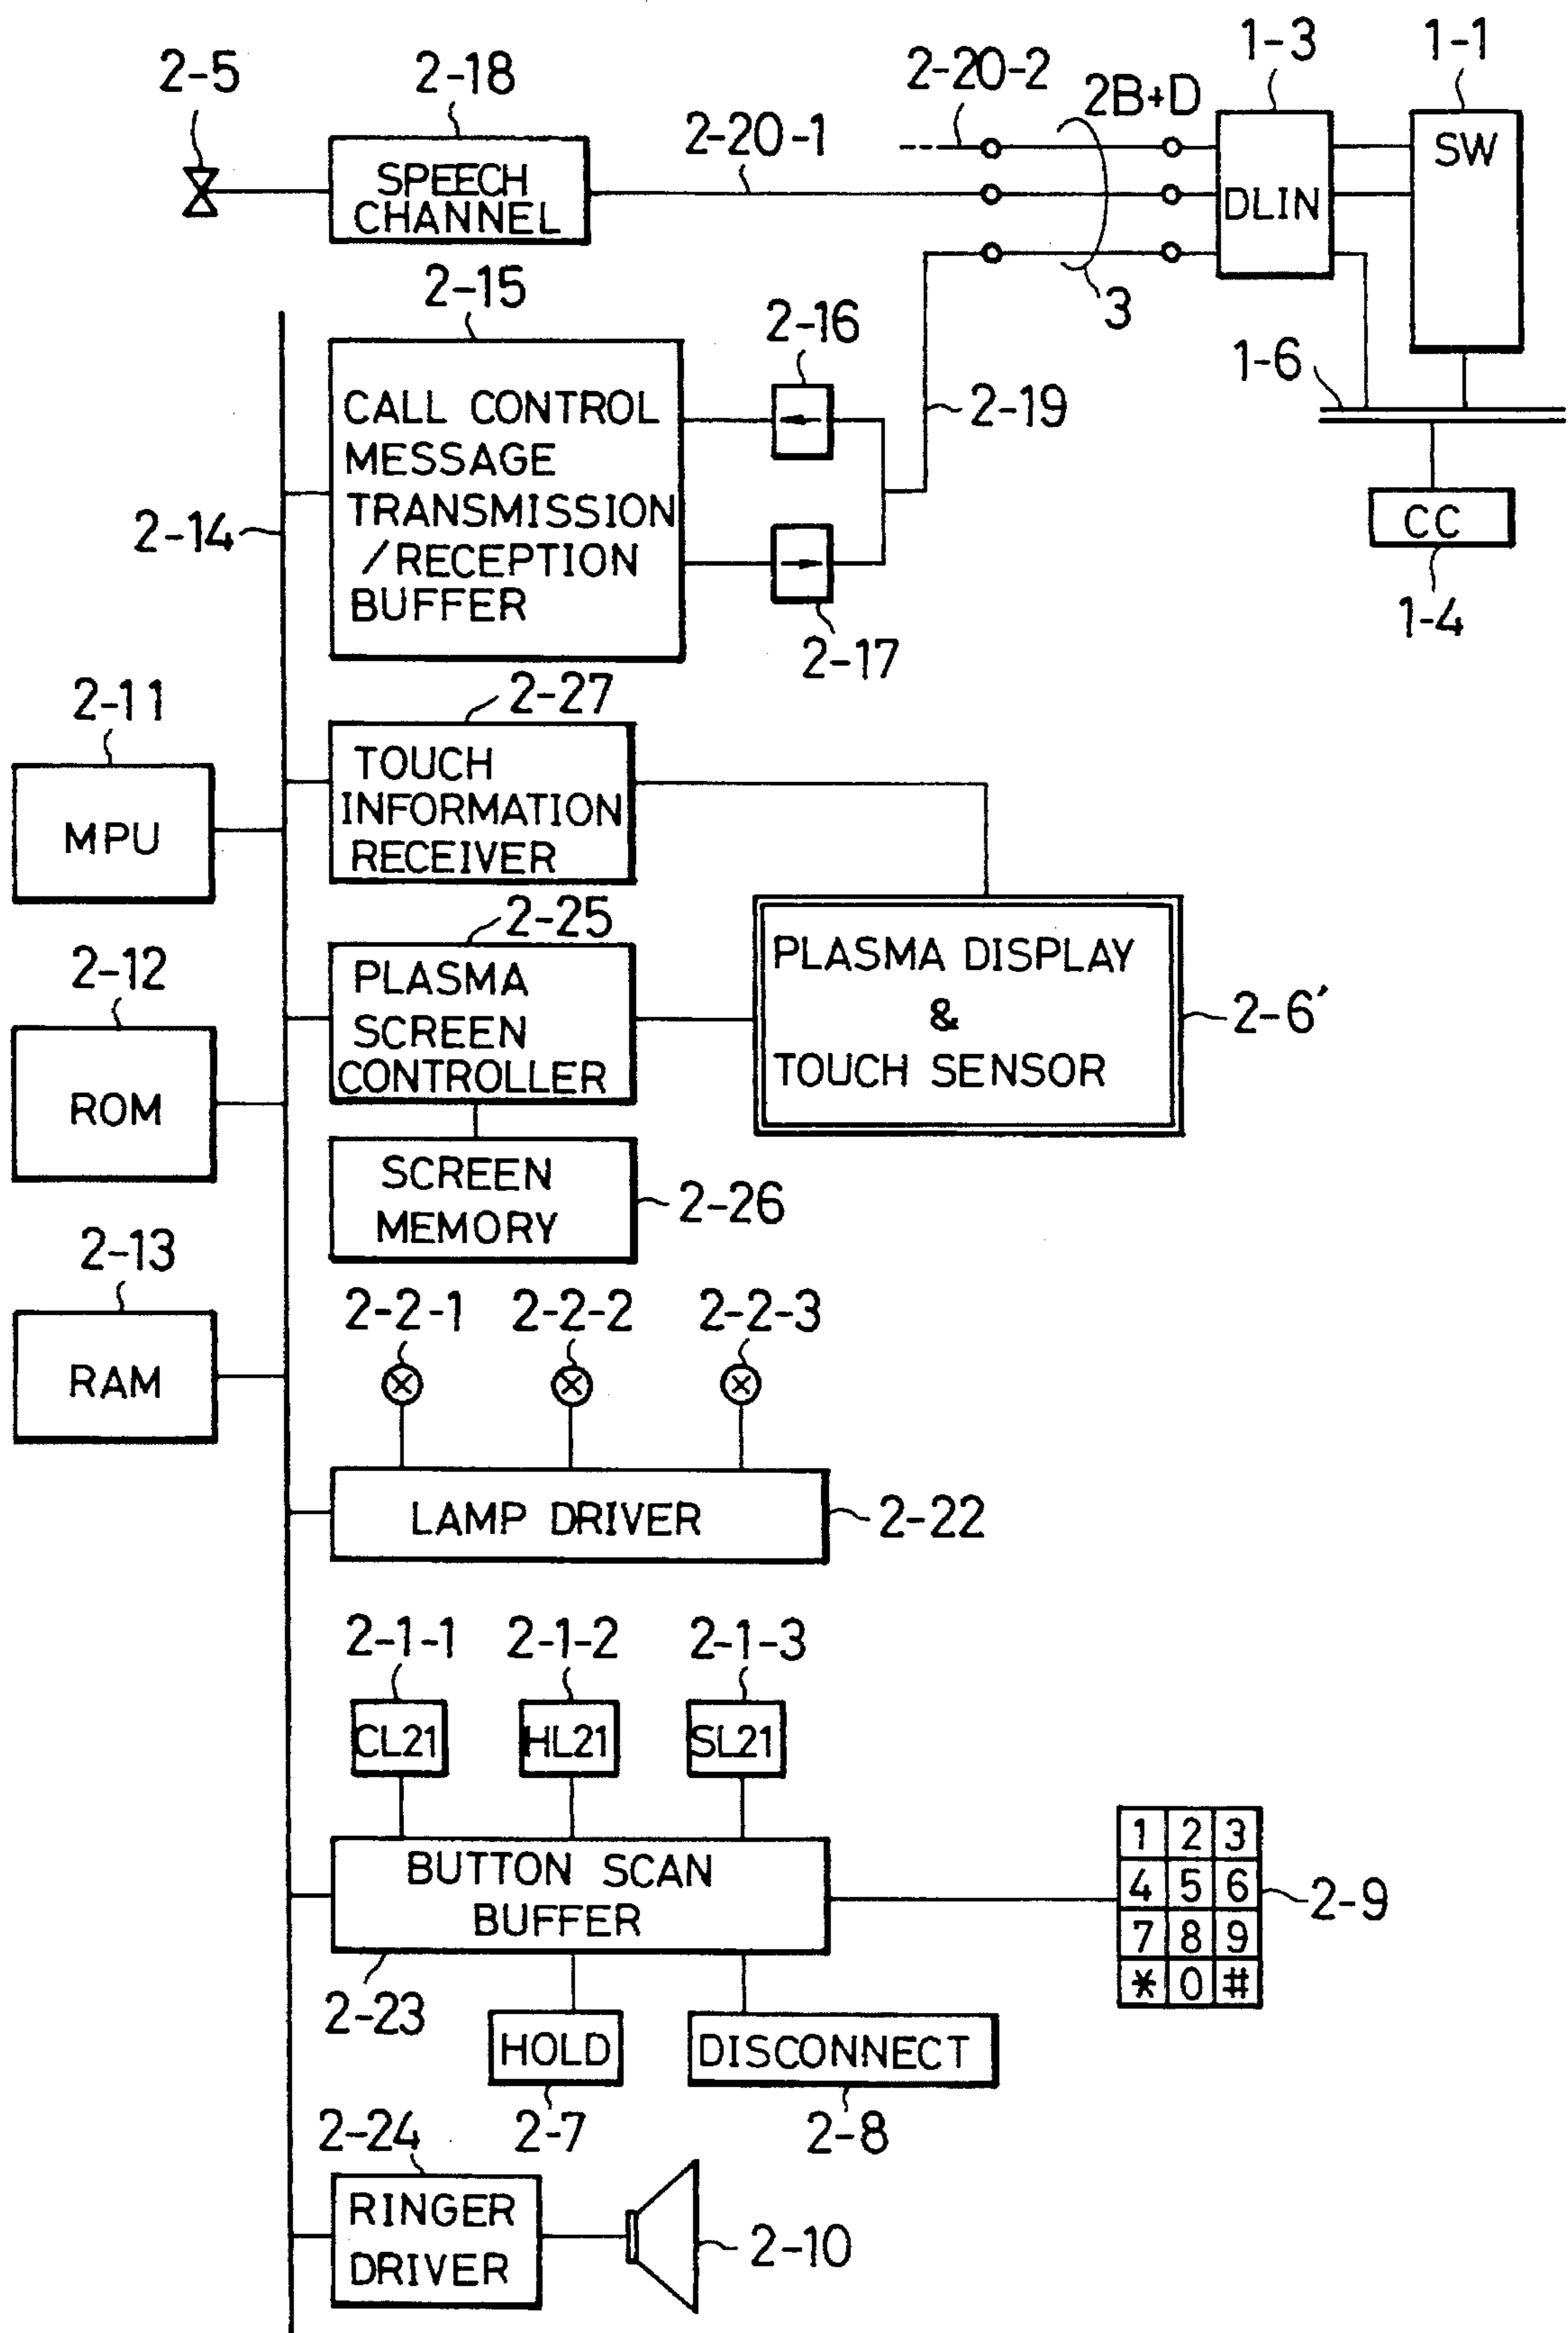 2-5
2-18
2-20-2
2B+D
1-3
1-1
2-20-1
SPEECH
CHANNEL
DLIN
SW
3
2-15
2-16
1-6
2-19
CALL CONTROL
MESSAGE
TRANSMISSION
/RECEPTION
BUFFER
2-14
CC
1-4
2-17
2-11
2-27
MPU
TOUCH
INFORMATION
RECEIVER
2-25
2-12
PLASMA
SCREEN
CONTROLLER
PLASMA DISPLAY
&
TOUCH SENSOR
2-6'
ROM
SCREEN
MEMORY
2-26
2-13
2-2-1
2-2-2
2-2-3
RAM
LAMP DRIVER
2-22
2-1-1
2-1-2
2-1-3
CL21
HL21
SL21
BUTTON SCAN
BUFFER
1 2 3
4 5 6
7 8 9
* 0 #
2-9
2-23
HOLD
DISCONNECT
2-7
2-8
2-24
RINGER
DRIVER
2-10